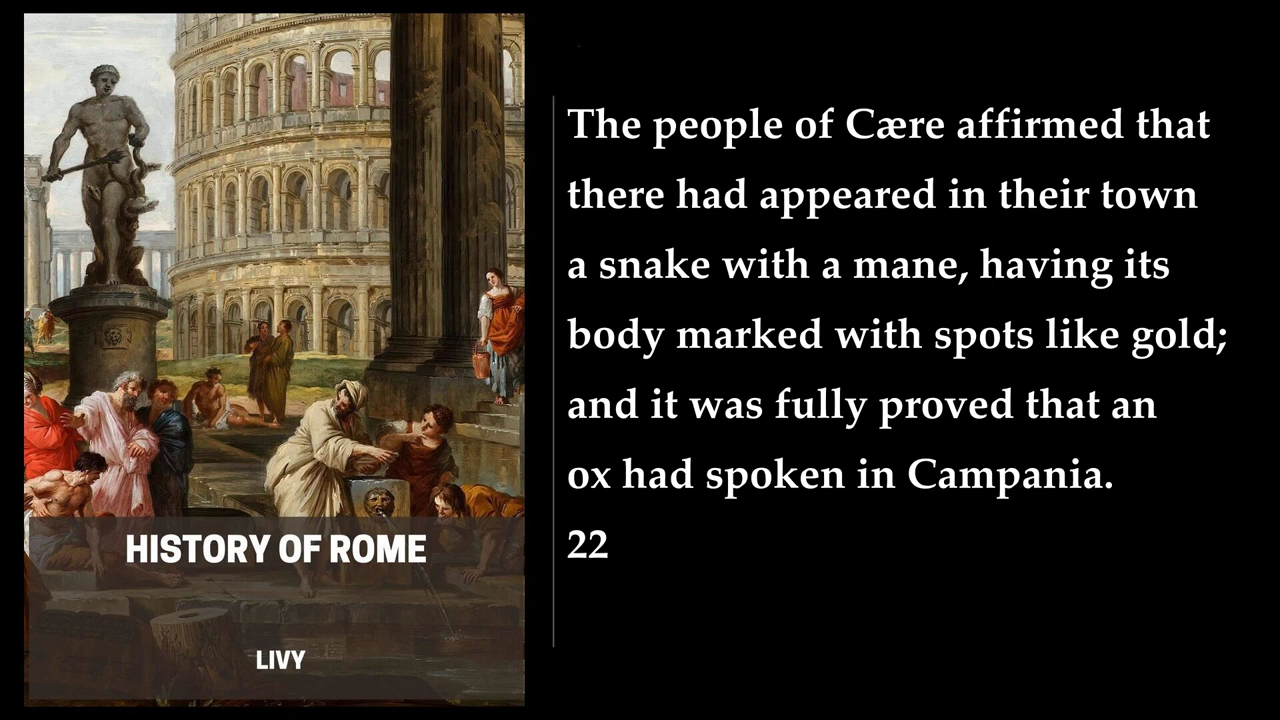 HISTORY OF ROME
LIVY
The people of Cære affirmed that
there had appeared in their town
a snake with a mane, having its
body marked with spots like gold;
and it was fully proved that an
ox had spoken in Campania.
22